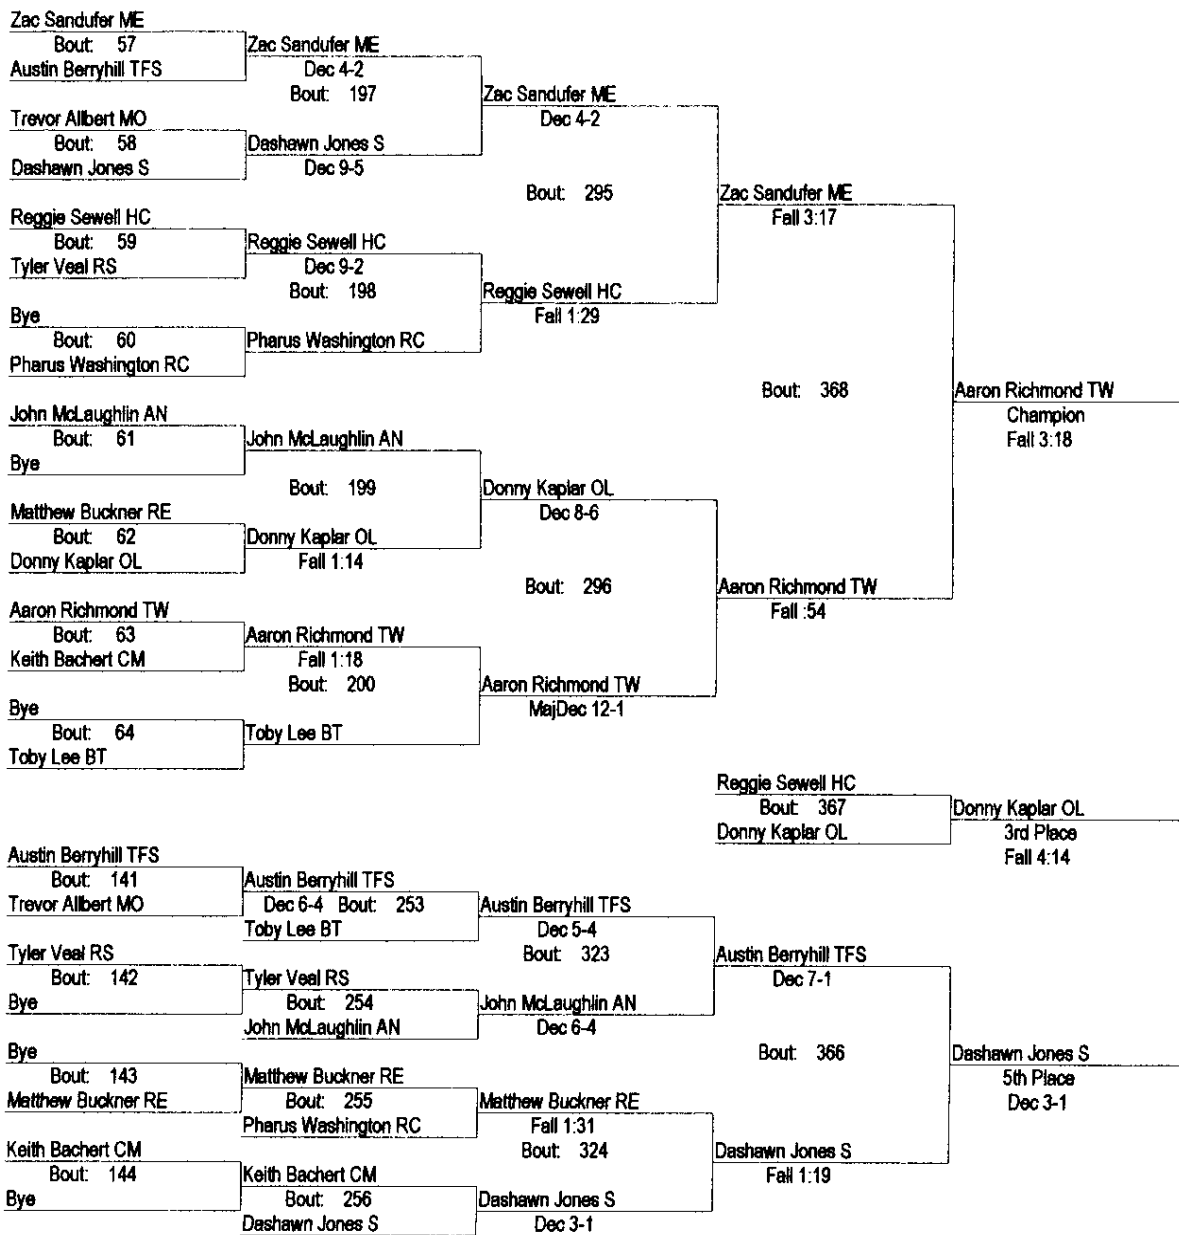 Zac Sandufer ME
Bout: 57
Austin Berryhill TFS
Zac Sandufer ME
Dec 4-2
Bout: 197
Trevor Allbert MO
Bout: 58
Dashawn Jones S
Dashawn Jones S
Dec 9-5
Zac Sandufer ME
Dec 4-2
Bout: 295
Reggie Sewell HC
Bout: 59
Tyler Veal RS
Reggie Sewell HC
Dec 9-2
Bout: 198
Bye
Bout: 60
Pharus Washington RC
Pharus Washington RC
Reggie Sewell HC
Fall 1:29
Zac Sandufer ME
Fall 3:17
Bout: 368
John McLaughlin AN
Bout: 61
Bye
John McLaughlin AN
Bout: 199
Matthew Buckner RE
Bout: 62
Donny Kaplar OL
Donny Kaplar OL
Fall 1:14
Donny Kaplar OL
Dec 8-6
Bout: 296
Aaron Richmond TW
Bout: 63
Keith Bachert CM
Aaron Richmond TW
Fall 1:18
Bout: 200
Bye
Bout: 64
Toby Lee BT
Toby Lee BT
Aaron Richmond TW
MajDec 12-1
Aaron Richmond TW
Fall :54
Aaron Richmond TW
Champion
Fall 3:18
Reggie Sewell HC
Bout: 367
Donny Kaplar OL
Donny Kaplar OL
3rd Place
Fall 4:14
Austin Berryhill TFS
Bout: 141
Trevor Allbert MO
Austin Berryhill TFS
Dec 6-4 Bout: 253
Toby Lee BT
Austin Berryhill TFS
Dec 5-4
Bout: 323
Tyler Veal RS
Bout: 142
Bye
Tyler Veal RS
Bout: 254
John McLaughlin AN
John McLaughlin AN
Dec 6-4
Austin Berryhill TFS
Dec 7-1
Bout: 366
Bye
Bout: 143
Matthew Buckner RE
Matthew Buckner RE
Bout: 255
Pharus Washington RC
Matthew Buckner RE
Fall 1:31
Bout: 324
Keith Bachert CM
Bout: 144
Bye
Keith Bachert CM
Bout: 256
Dashawn Jones S
Dashawn Jones S
Dec 3-1
Dashawn Jones S
Fall 1:19
Dashawn Jones S
5th Place
Dec 3-1